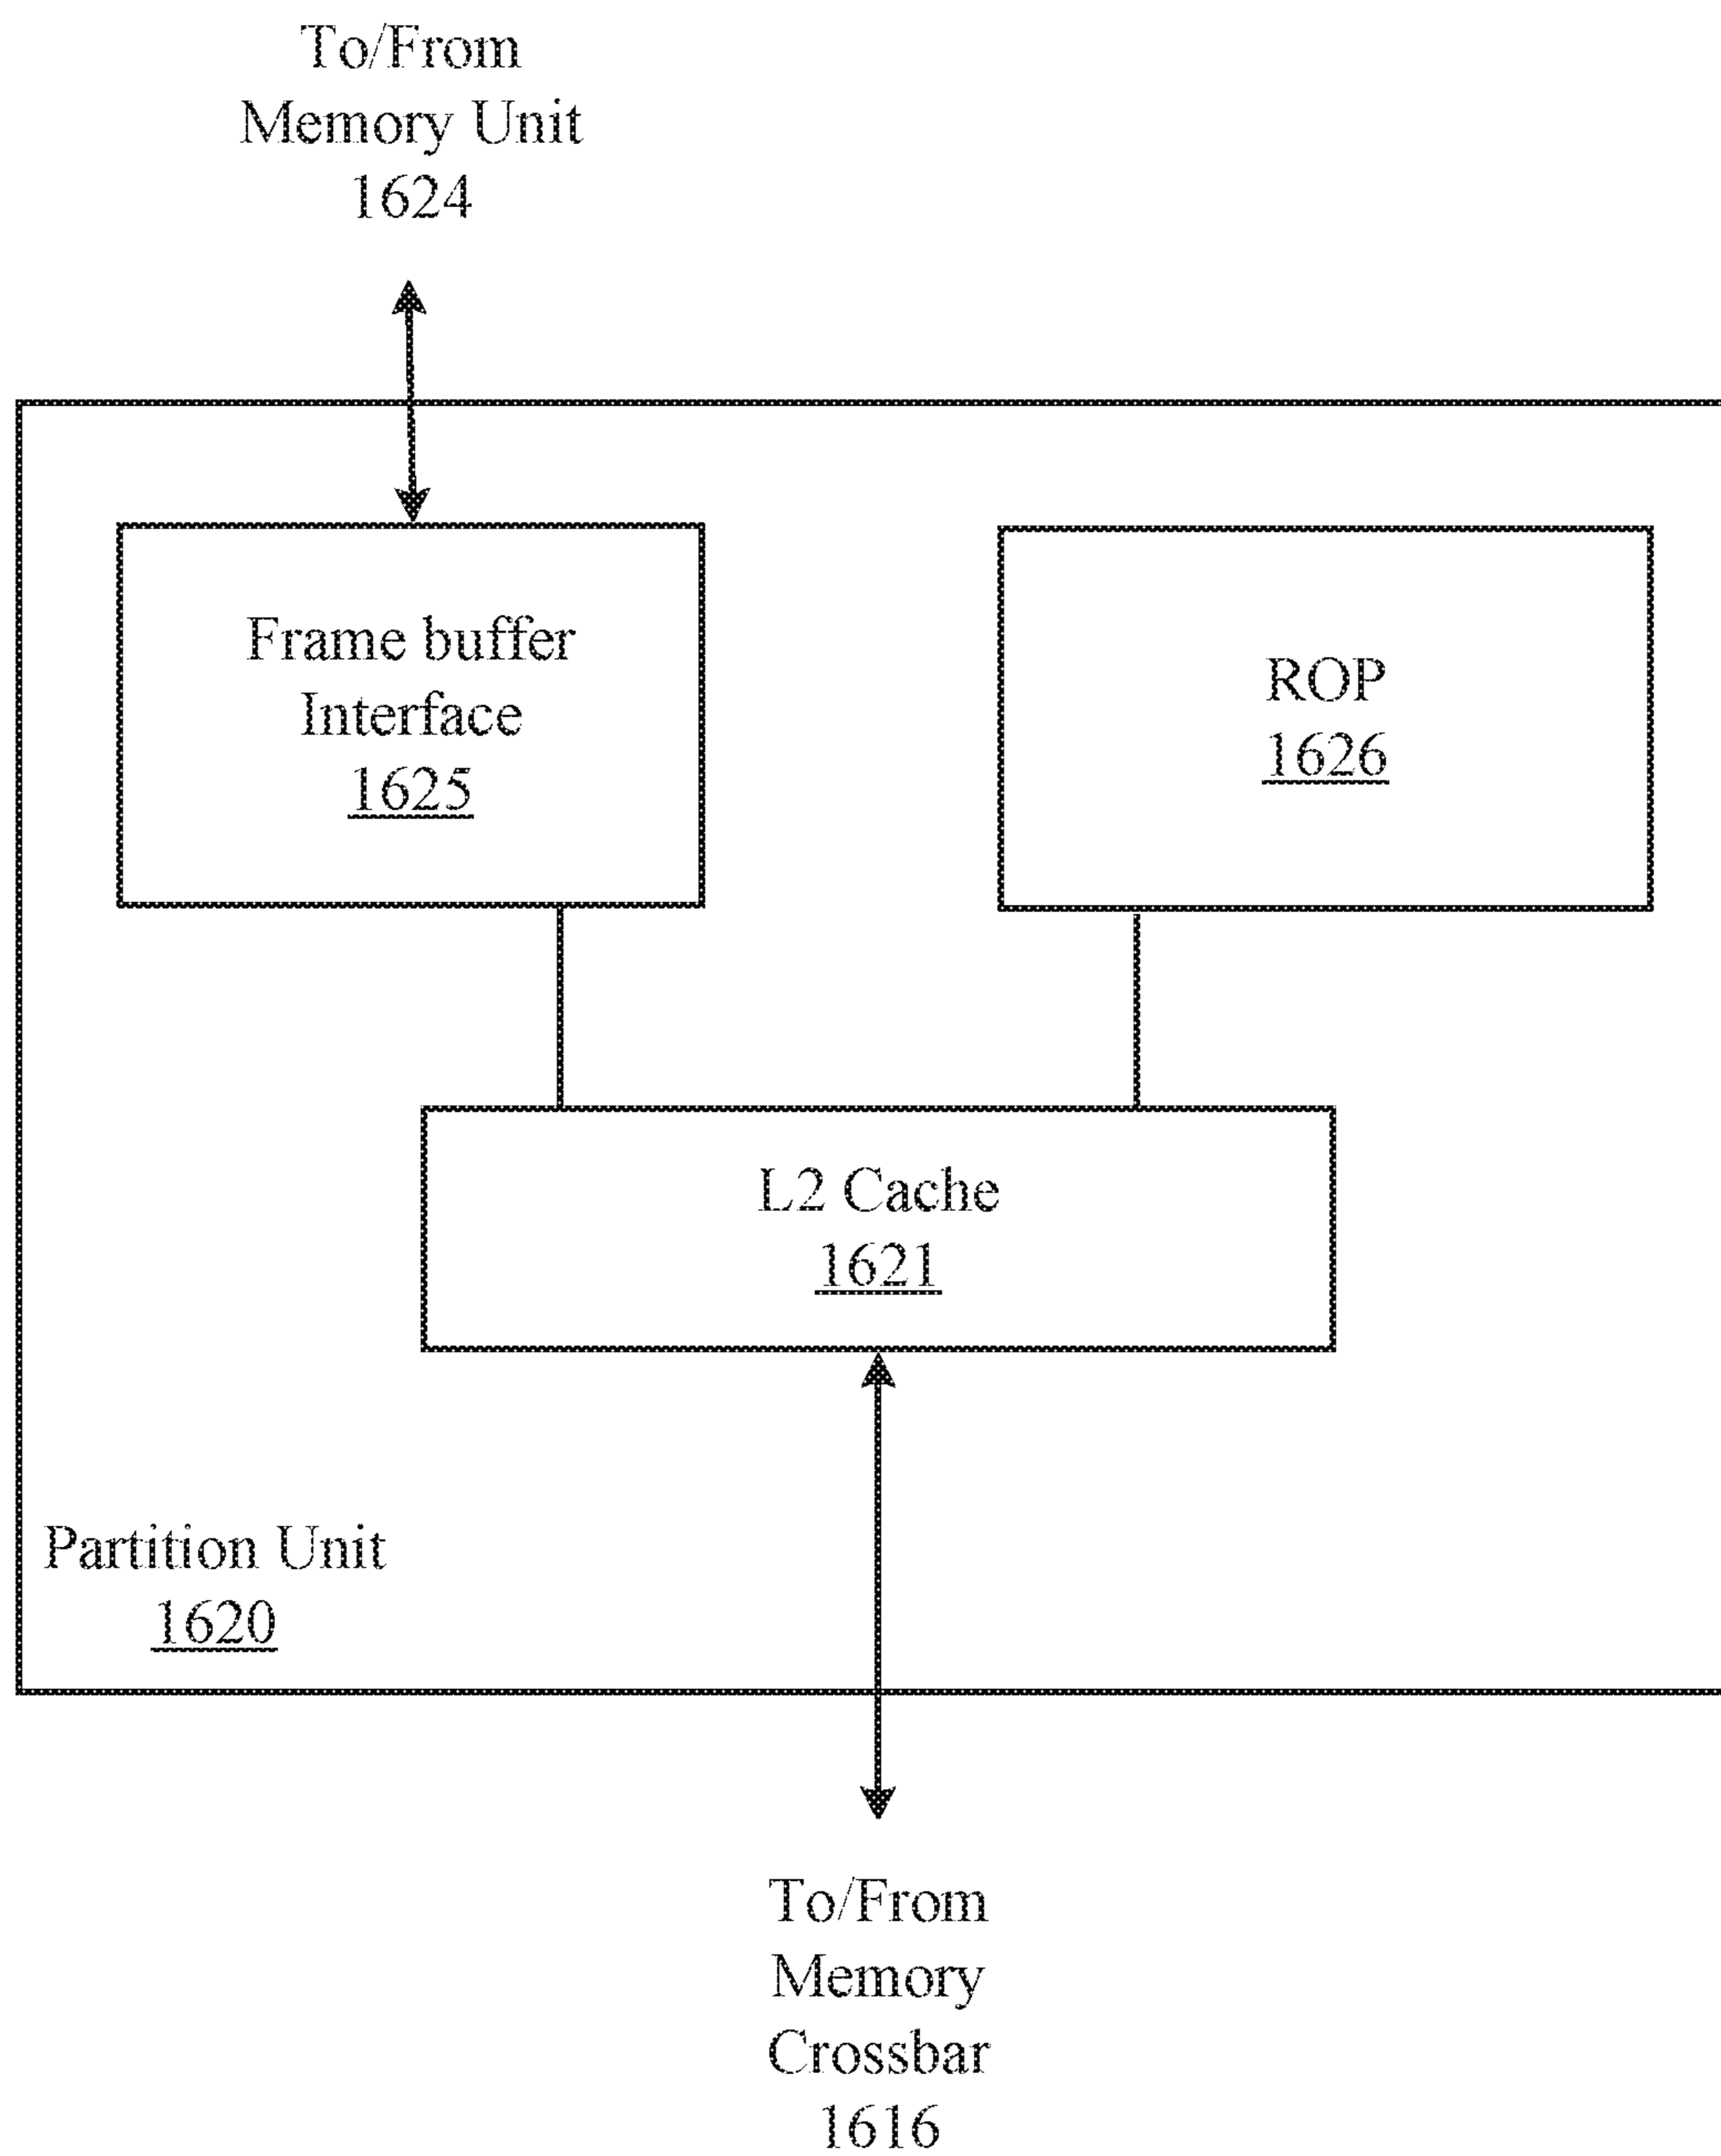 To/From
Memory Unit
1624
Frame buffer
Interface
1625
ROP
1626
L2 Cache
1621
Partition Unit
1620
To/From
Memory
Crossbar
1616